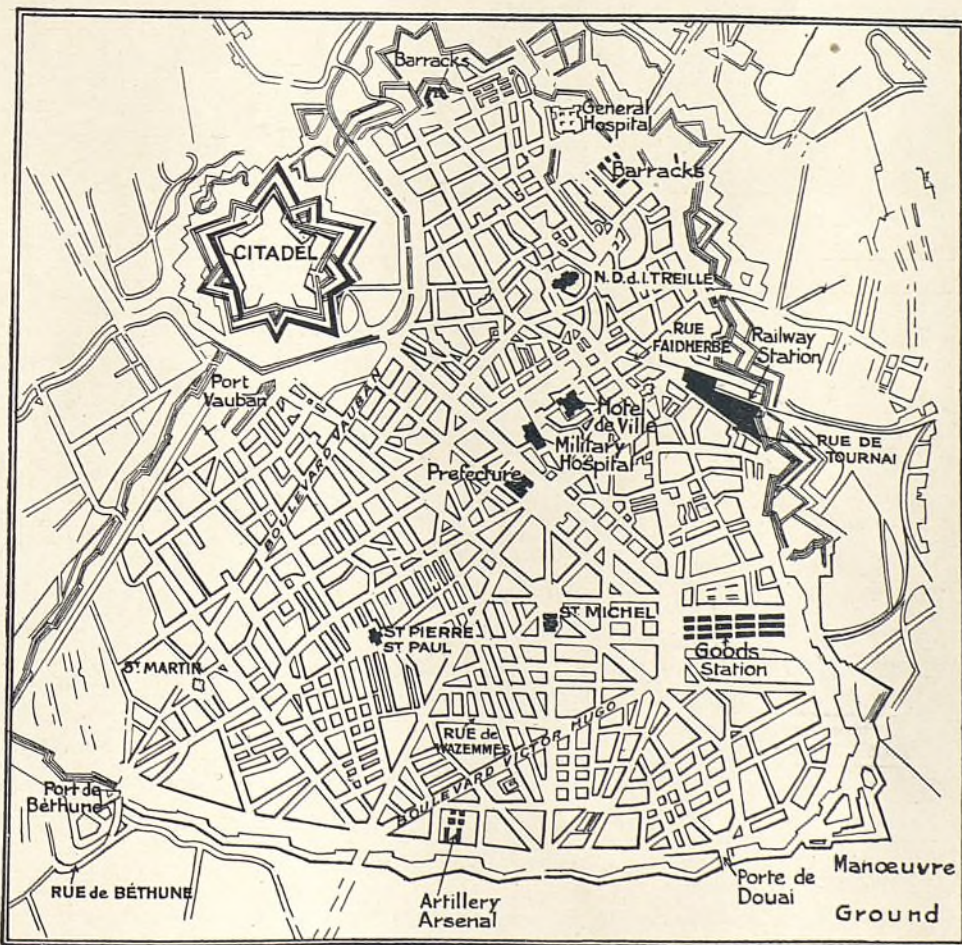 Barracks
General
Hospital
Barracks
CITADEL
N.D.d.l.TREILLE
RUE
FAIDHERBE
Railway
Station
Port
Vauban
BOULEVARD VAUBAN
Hotel
de Ville
Military
Hospital
RUE DE
TOURNAI
Prefecture
ST MICHEL
ST PIERRE
ST PAUL
Goods
Station
ST MARTIN
RUE de
WAZEMMES
BOULEVARD VICTOR HUGO
Port de
Bèthune
RUE de BÉTHUNE
Artillery
Arsenal
Porte de
Douai
Manœuvre
Ground